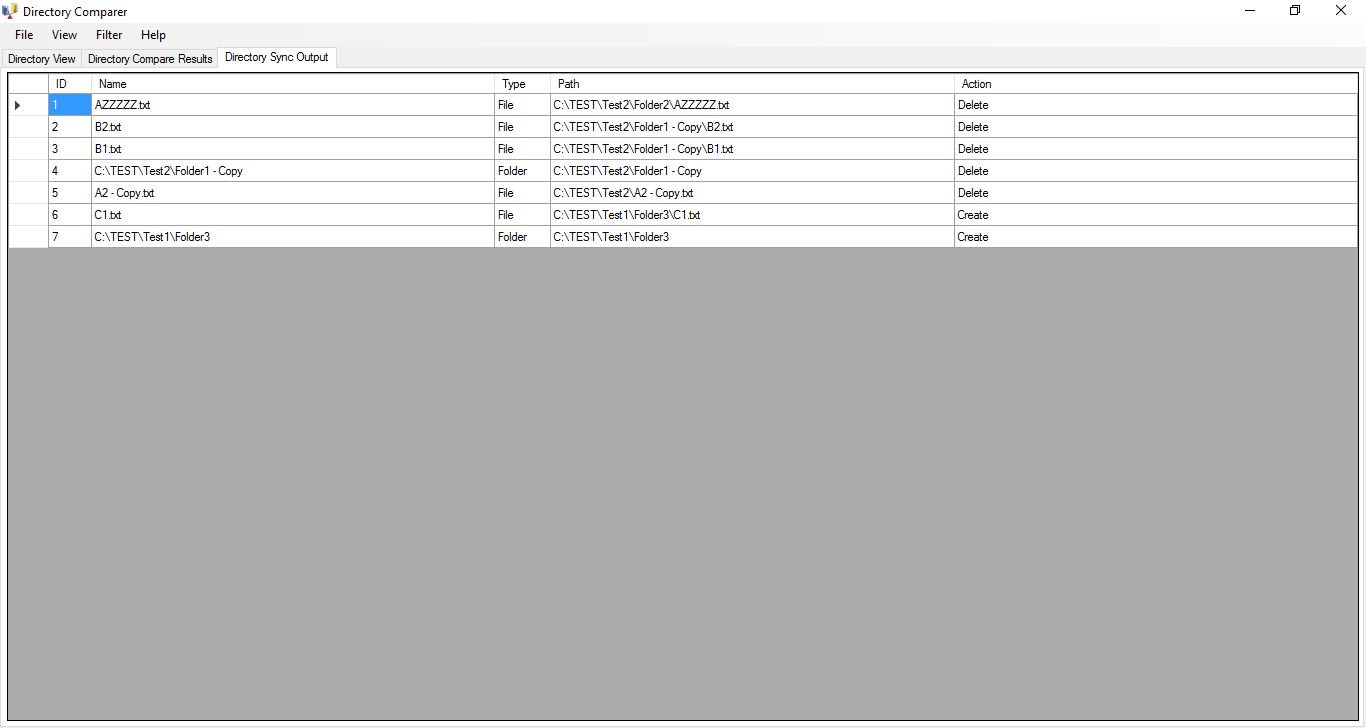 Directory Comparer
File View Filter Help
Directory View Directory Compare Results Directory Sync Output
ID Name Type Path Action
1 AZZZZZ.txt File C:\TEST\Test2\Folder2\AZZZZZ.txt Delete
2 B2.txt File C:\TEST\Test2\Folder1 - Copy\B2.txt Delete
3 B1.txt File C:\TEST\Test2\Folder1 - Copy\B1.txt Delete
4 C:\TEST\Test2\Folder1 - Copy Folder C:\TEST\Test2\Folder1 - Copy Delete
5 A2 - Copy.txt File C:\TEST\Test2\A2 - Copy.txt Delete
6 C1.txt File C:\TEST\Test1\Folder3\C1.txt Create
7 C:\TEST\Test1\Folder3 Folder C:\TEST\Test1\Folder3 Create